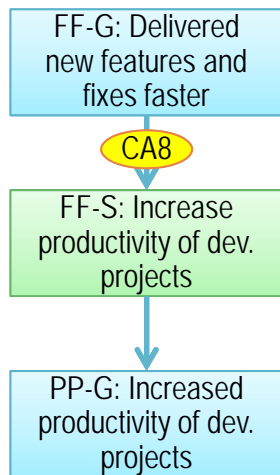 FF-G: Delivered
new features and
fixes faster
CA8
FF-S: Increase
productivity of dev.
projects
PP-G: Increased
productivity of dev.
projects